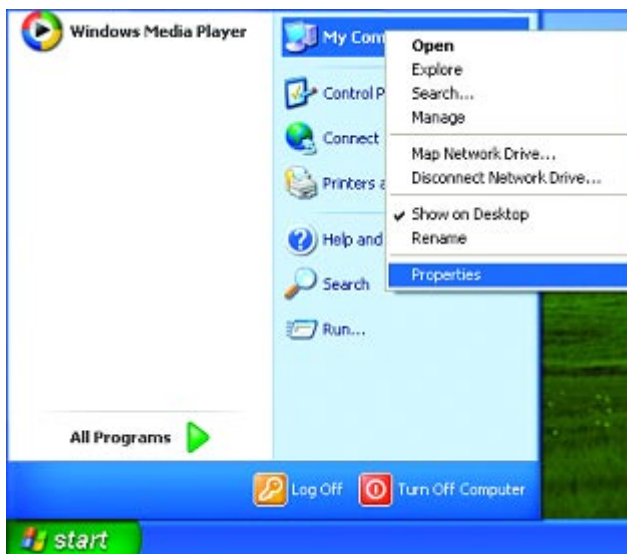 Windows Media Player
My Com
Control P
Connect
Printers a
Help and
Search
Run...
Open
Explore
Search...
Manage
Map Network Drive...
Disconnect Network Drive...
Show on Desktop
Rename
Properties
All Programs
Log Off
Turn Off Computer
start